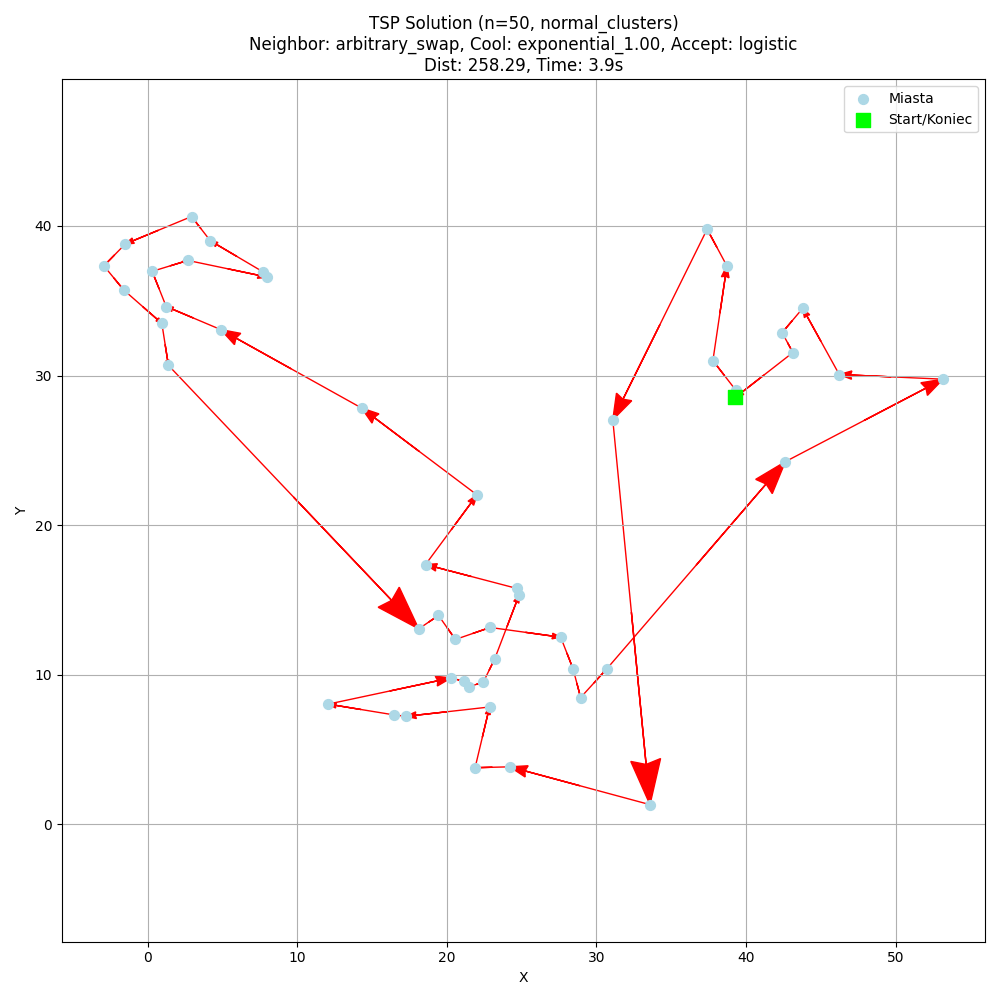 TSP Solution (n=50, normal_clusters)
Neighbor: arbitrary_swap, Cool: exponential_1.00, Accept: logistic
Dist: 258.29, Time: 3.9s
Miasta
Start/Koniec
Y
40
30
20
10
0
0 10 20 30 40 50
X